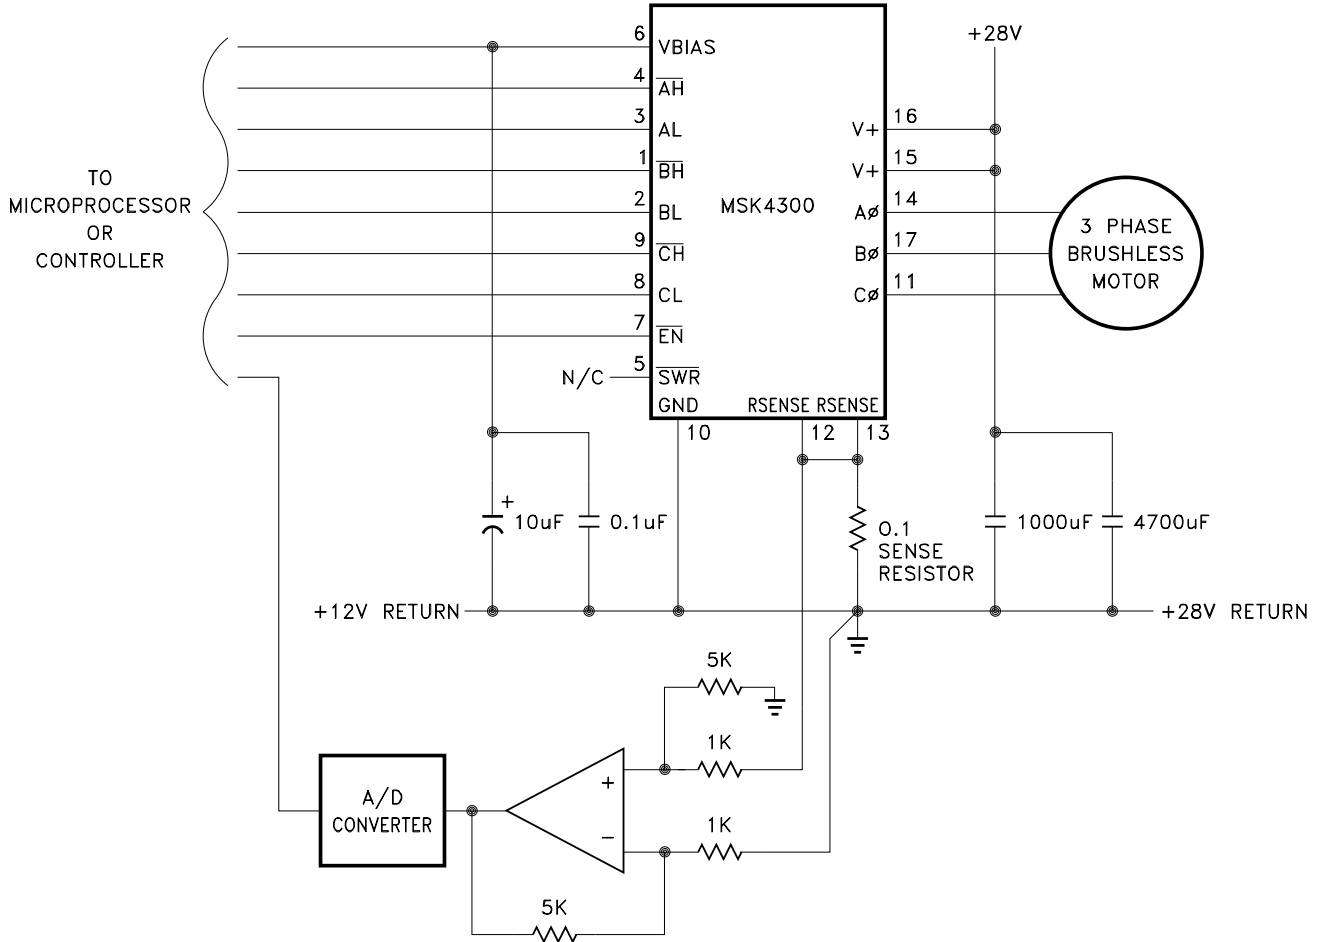 +28V
6
VBIAS
4
AH
3
AL
V+
16
1
BH
V+
15
TO
MICROPROCESSOR
OR
CONTROLLER
2
BL
MSK4300
AØ
14
3 PHASE
BRUSHLESS
MOTOR
9
CH
BØ
17
8
CL
CØ
11
7
EN
N/C
5
SWR
GND
RSENSE RSENSE
10
12
13
+
10uF
0.1uF
0.1
SENSE
RESISTOR
1000uF
4700uF
+12V RETURN
+28V RETURN
5K
1K
+
A/D
CONVERTER
−
1K
5K